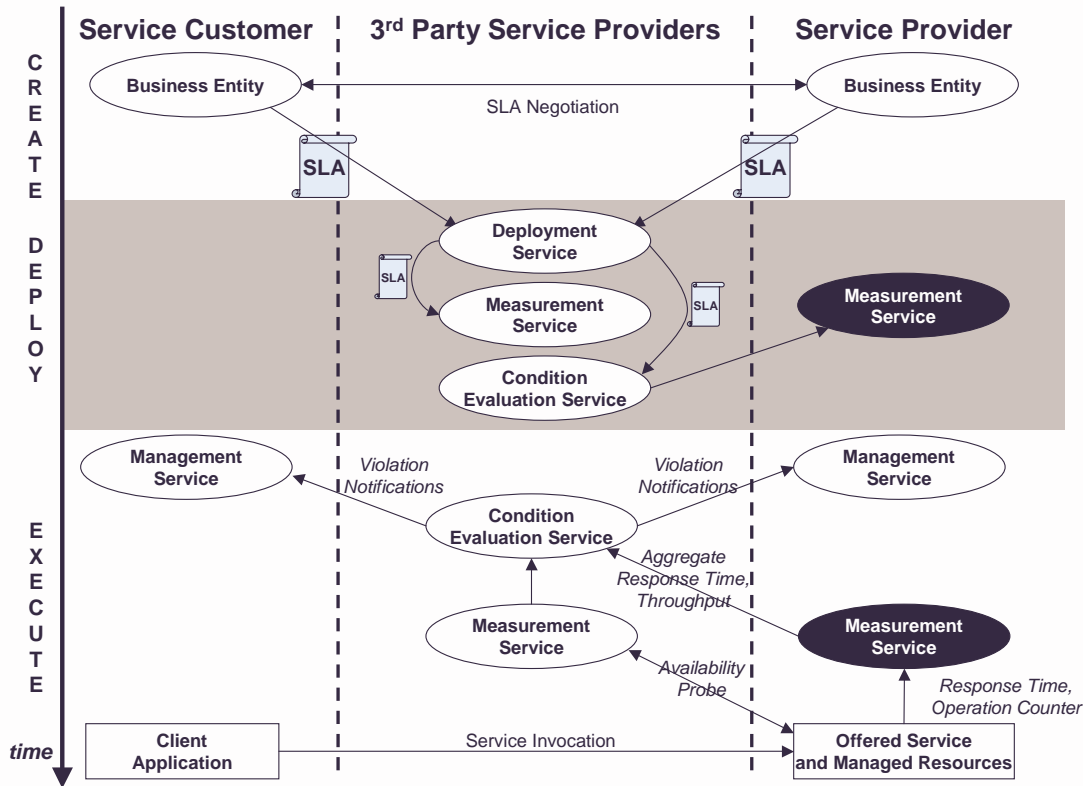 Service Customer
3rd Party Service Providers
Service Provider
CREATE
Business Entity
Business Entity
SLA Negotiation
SLA
SLA
DEPLOY
Deployment
Service
SLA
SLA
Measurement
Service
Measurement
Service
Condition
Evaluation Service
EXECUTE
Management
Service
Violation
Notifications
Violation
Notifications
Management
Service
Condition
Evaluation Service
Aggregate
Response Time,
Throughput
Measurement
Service
Measurement
Service
Availability
Probe
Response Time,
Operation Counter
time
Client
Application
Service Invocation
Offered Service
and Managed Resources